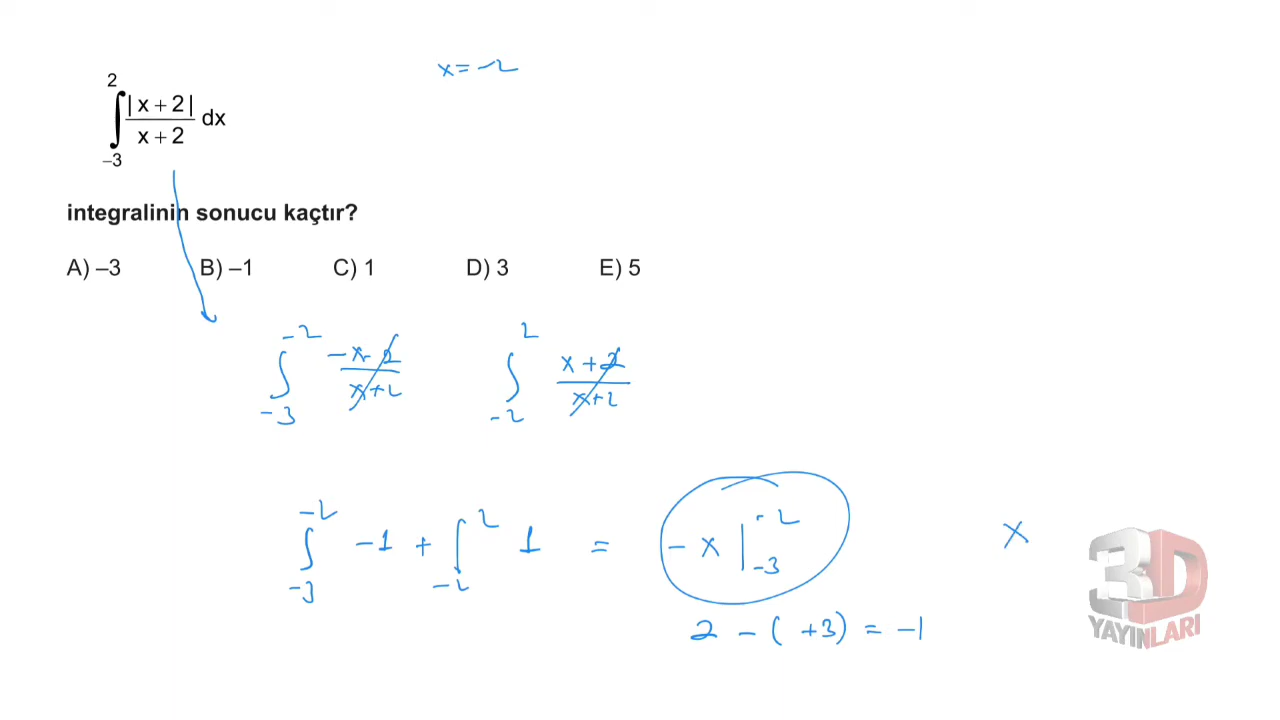 x = -2
2
∫ |x + 2| / x + 2 dx
–3
integralinin sonucu kaçtır?
A) –3 B) –1 C) 1 D) 3 E) 5
-2 2
∫ -x-2 / x+2 ∫ x+2 / x+2
-3 -2
-2 2 -2
∫ -1 + ∫ 1 = -x | x
-3 -2 -3
2 - ( +3) = -1
3D
YAYINLARI